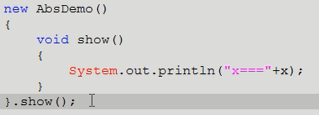 new AbsDemo()
{
void show()
{
System.out.println("x==="+x);
}
}.show();